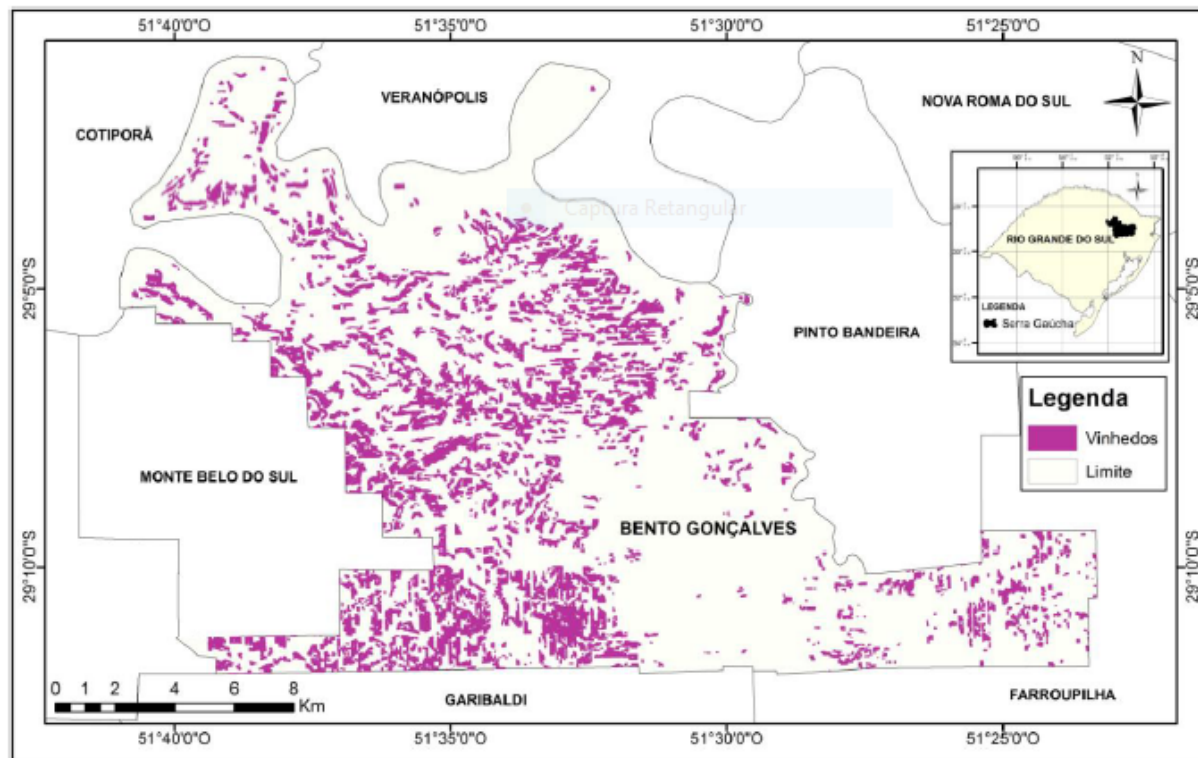 51°40'0"O
51°35'0"O
51°30'0"O
51°25'0"O
N
VERANÓPOLIS
NOVA ROMA DO SUL
COTIPORÃ
Captura Retangular
RIO GRANDE DO SUL
LEGENDA
Serra Gaúcha
29°5'0"S
29°5'0"S
PINTO BANDEIRA
Legenda
Vinhedos
Limite
MONTE BELO DO SUL
BENTO GONÇALVES
29°10'0"S
29°10'0"S
0 1 2 4 6 8
Km
GARIBALDI
FARROUPILHA
51°40'0"O
51°35'0"O
51°30'0"O
51°25'0"O